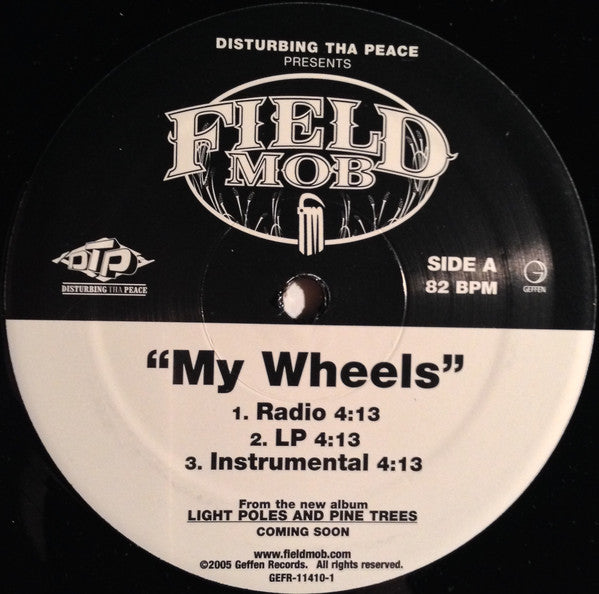 DISTURBING THA PEACE
PRESENTS
FIELD
MOB
DTP
DISTURBING THA PEACE
SIDE A
82 BPM
G
GEFFEN
"My Wheels"
1. Radio 4:13
2. LP 4:13
3. Instrumental 4:13
From the new album
LIGHT POLES AND PINE TREES
COMING SOON
www.fieldmob.com
©2005 Geffen Records. All rights reserved.
GEFR-11410-1